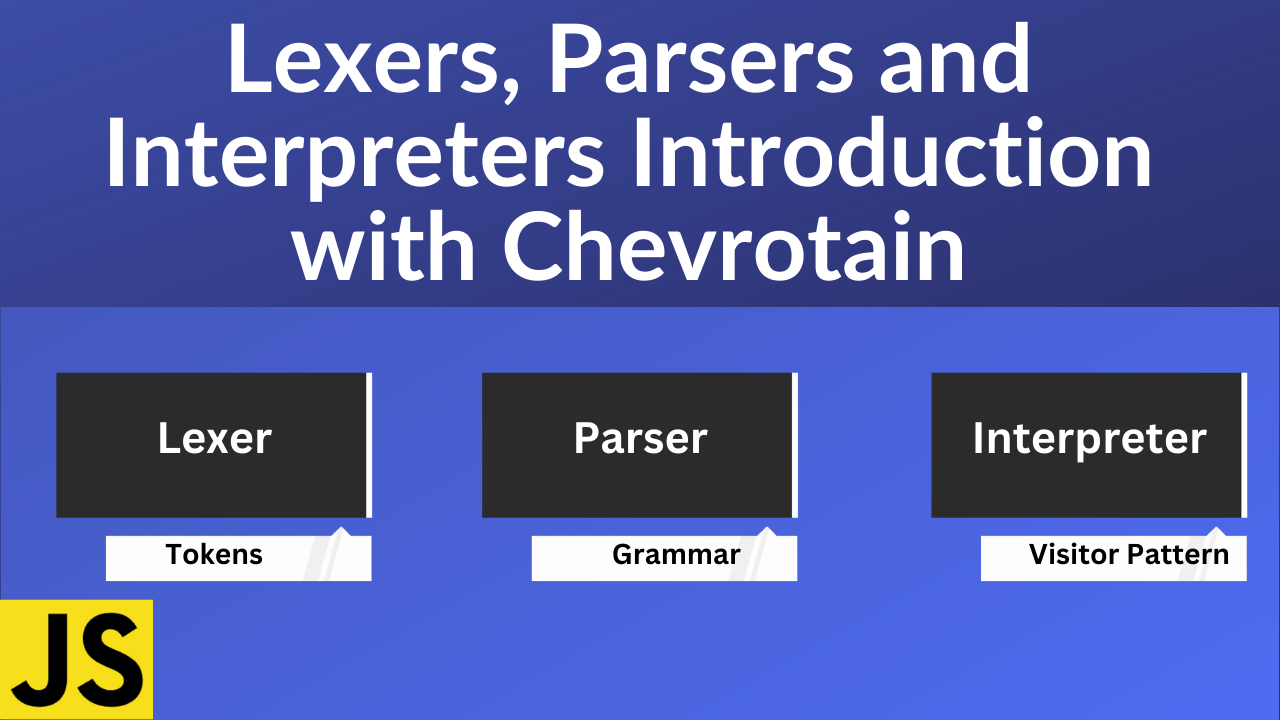 Lexers, Parsers and
Interpreters Introduction
with Chevrotain
Lexer
Parser
Interpreter
Tokens
Grammar
Visitor Pattern
JS